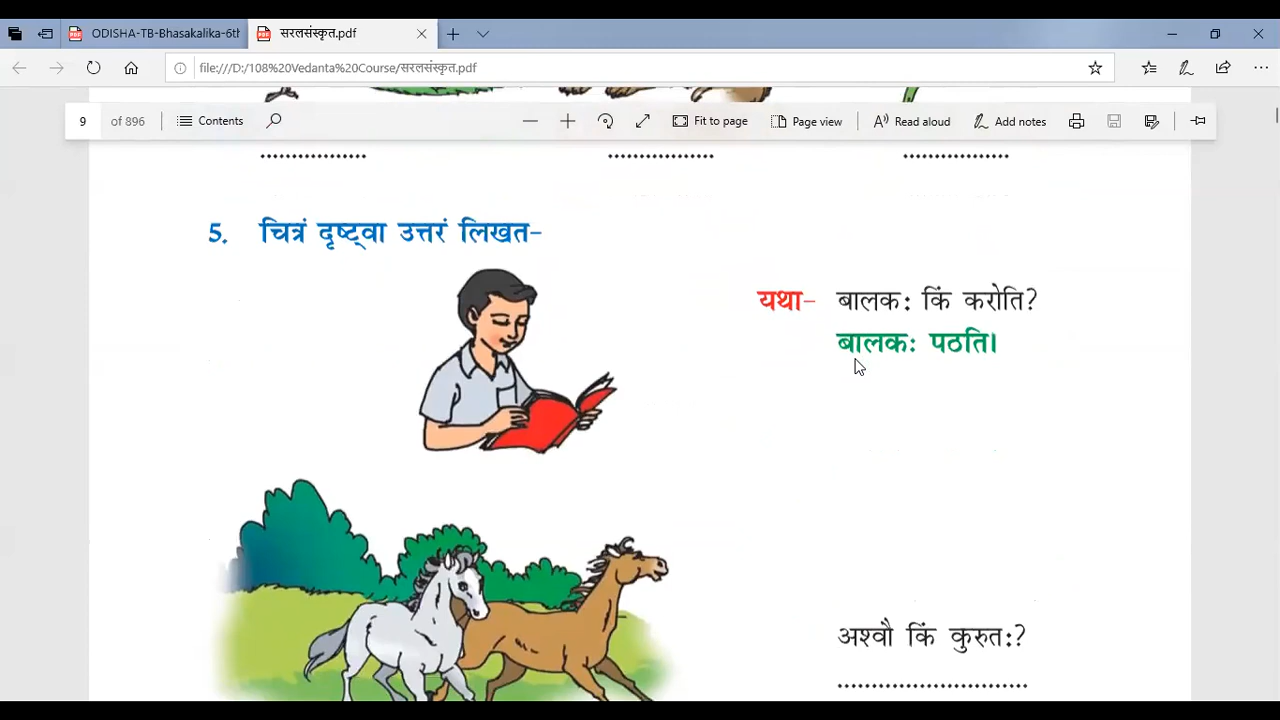 ODISHA-TB-Bhasakalika-6th
सरलसंस्कृत.pdf
file:///D:/108%20Vedanta%20Course/सरलसंस्कृत.pdf
9 of 896 Contents Fit to page Page view Read aloud Add notes
.................. .................. ..................
5. चित्रं दृष्ट्वा उत्तरं लिखत-
यथा- बालकः किं करोति?
बालकः पठति।
अश्वौ किं कुरुतः?
...........................